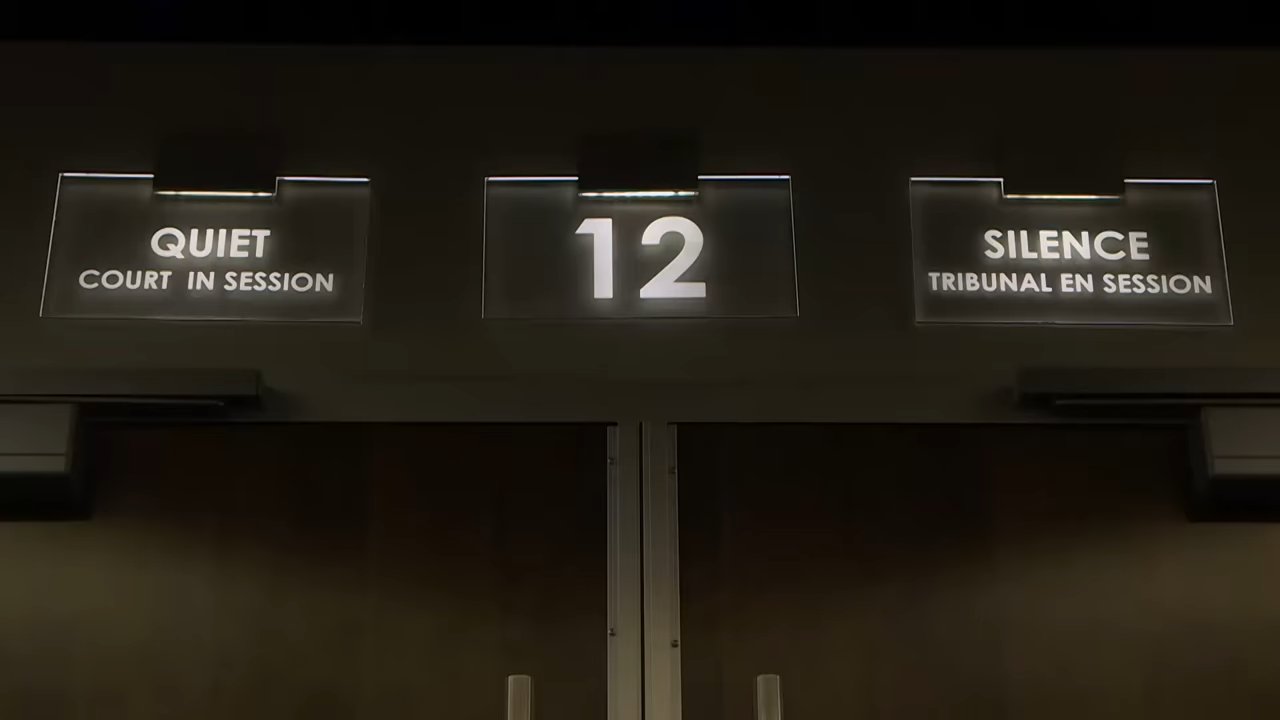 QUIET
COURT IN SESSION
12
SILENCE
TRIBUNAL EN SESSION